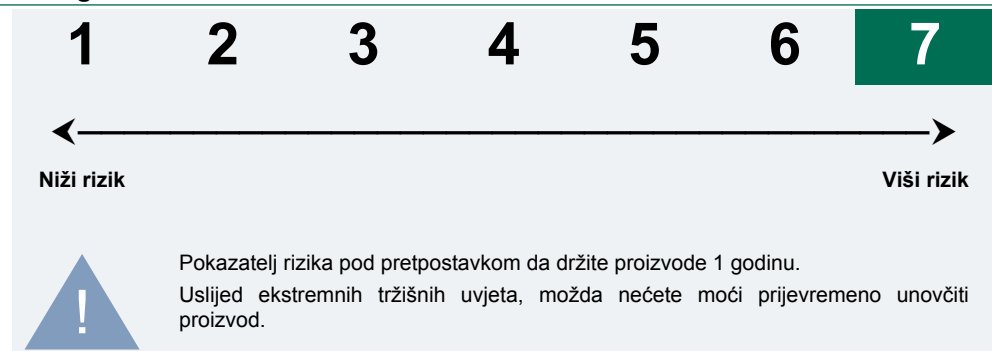 1 2 3 4 5 6 7
Niži rizik Viši rizik
Pokazatelj rizika pod pretpostavkom da držite proizvode 1 godinu.
! Uslijed ekstremnih tržišnih uvjeta, možda nećete moći prijevremeno unovčiti
proizvod.